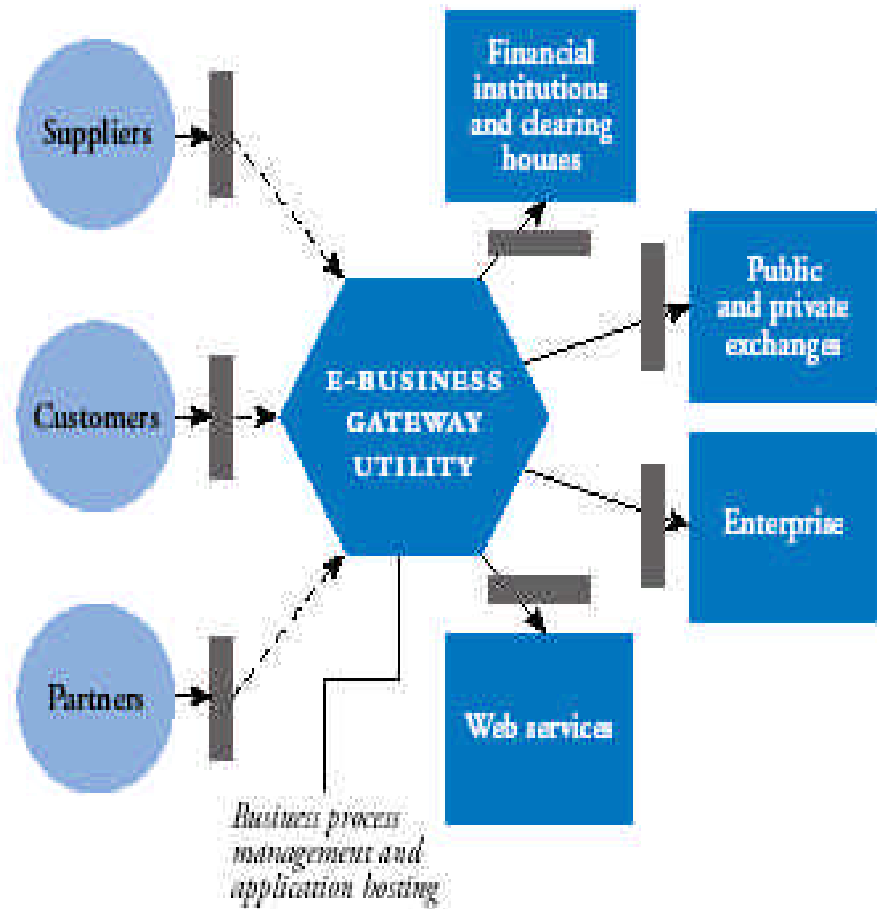 Suppliers
Financial
institutions
and clearing
houses
Public
and private
exchanges
Customers
E-BUSINESS
GATEWAY
UTILITY
Enterprise
Partners
Web services
Business process
management and
application hosting